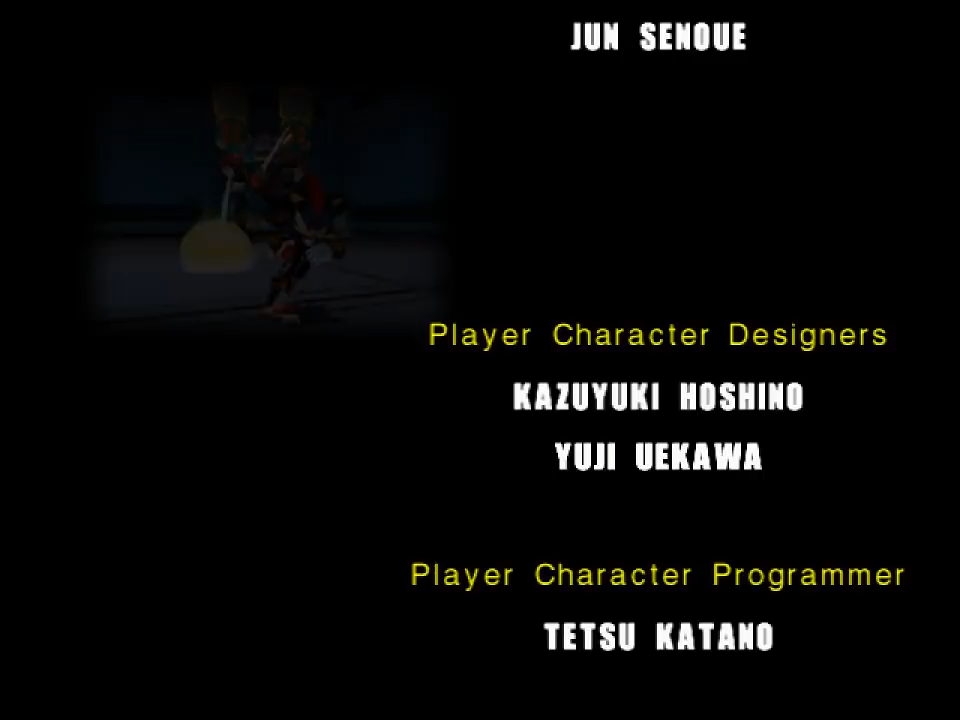 JUN SENOUE
Player Character Designers
KAZUYUKI HOSHINO
YUJI UEKAWA
Player Character Programmer
TETSU KATANO